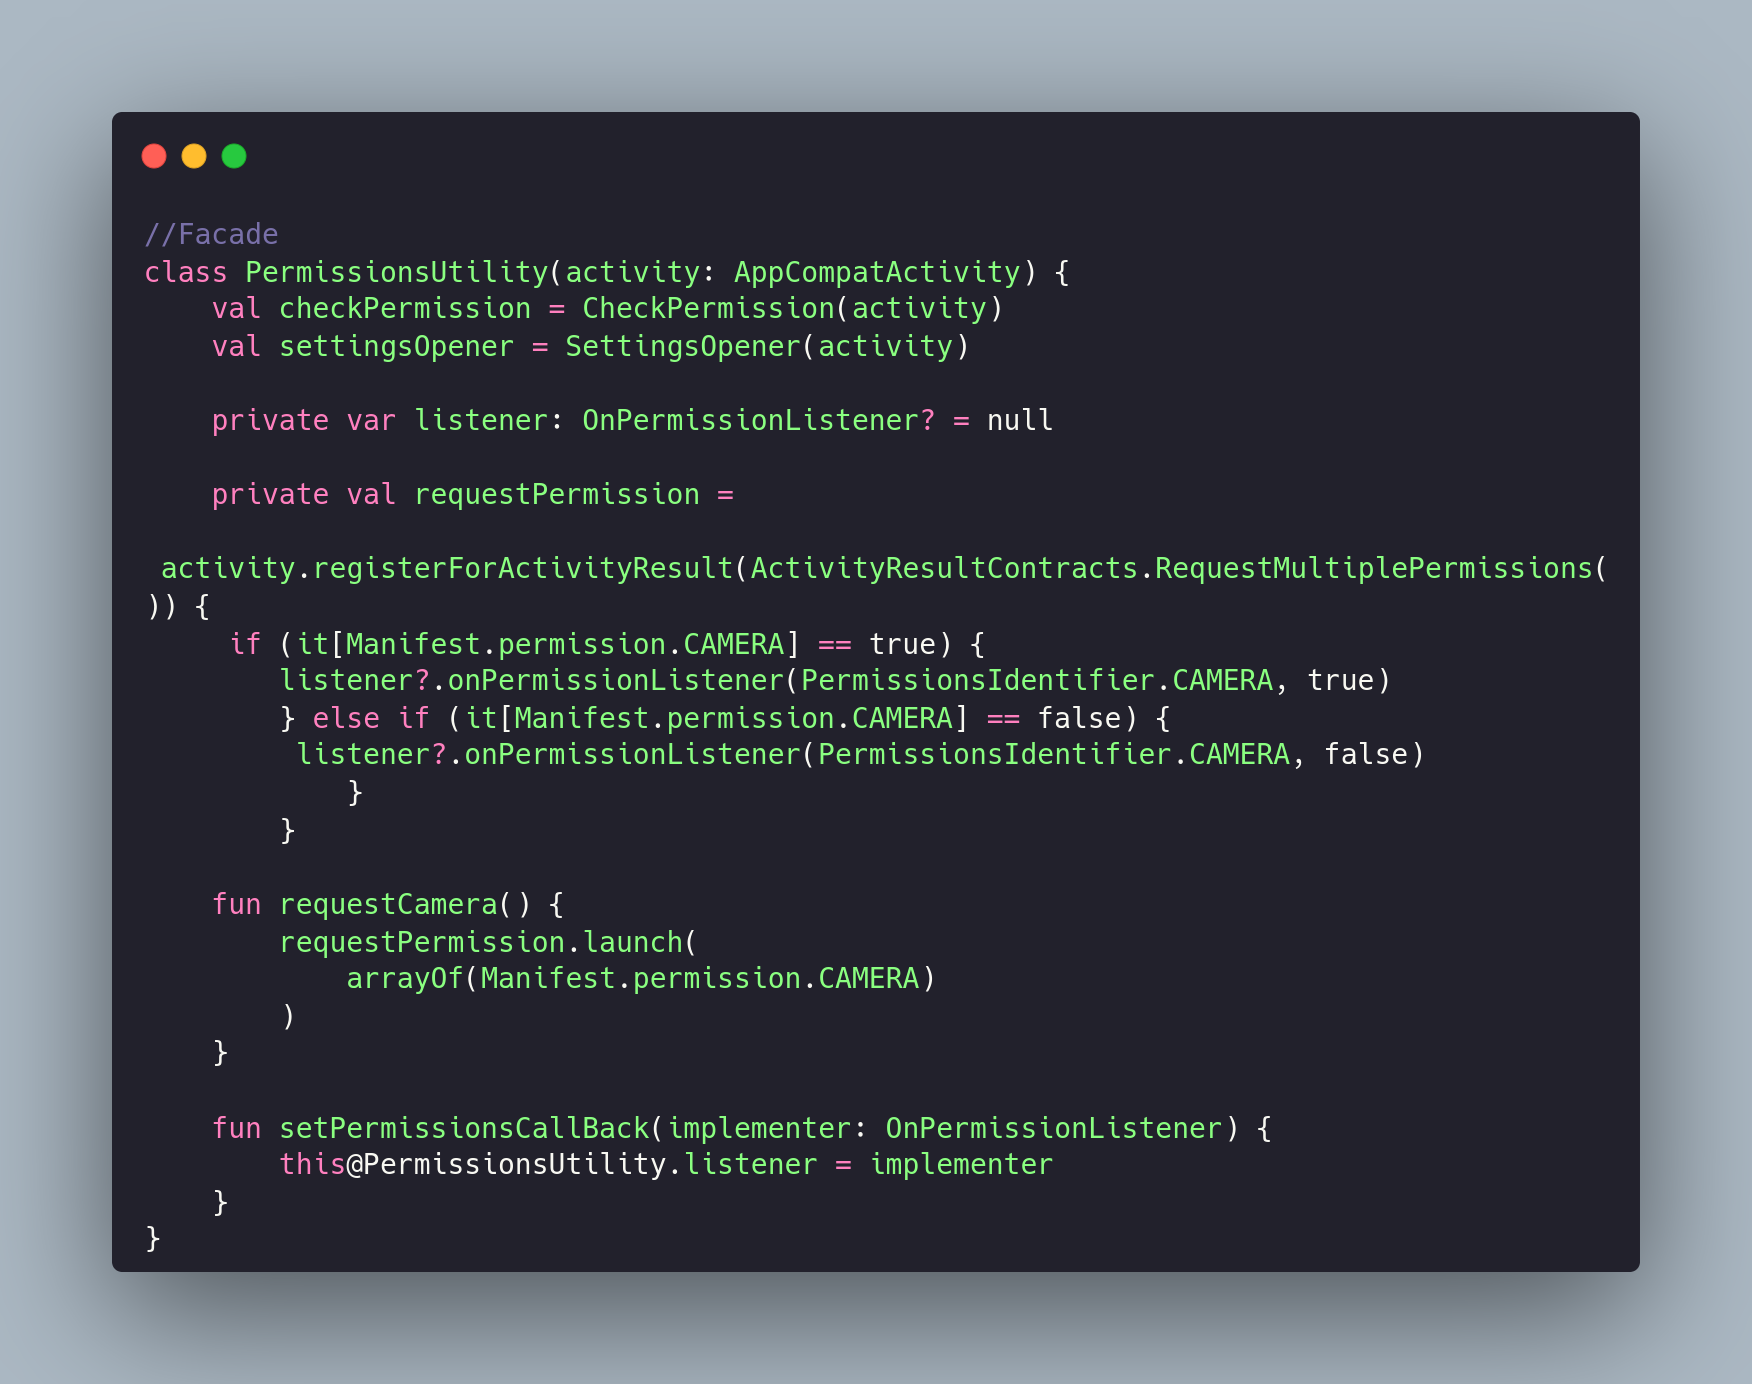 //Facade
class PermissionsUtility(activity: AppCompatActivity) {
    val checkPermission = CheckPermission(activity)
    val settingsOpener = SettingsOpener(activity)

    private var listener: OnPermissionListener? = null

    private val requestPermission =

 activity.registerForActivityResult(ActivityResultContracts.RequestMultiplePermissions(
)) {
     if (it[Manifest.permission.CAMERA] == true) {
        listener?.onPermissionListener(PermissionsIdentifier.CAMERA, true)
        } else if (it[Manifest.permission.CAMERA] == false) {
         listener?.onPermissionListener(PermissionsIdentifier.CAMERA, false)
            }
        }

    fun requestCamera() {
        requestPermission.launch(
            arrayOf(Manifest.permission.CAMERA)
        )
    }

    fun setPermissionsCallBack(implementer: OnPermissionListener) {
        this@PermissionsUtility.listener = implementer
    }
}